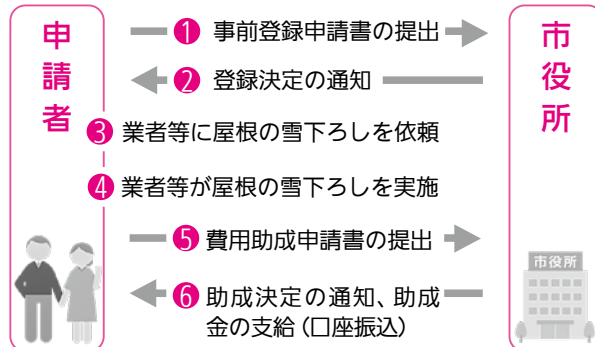 申請者
市役所
❶ 事前登録申請書の提出
❷ 登録決定の通知
❸ 業者等に屋根の雪下ろしを依頼
❹ 業者等が屋根の雪下ろしを実施
❺ 費用助成申請書の提出
❻ 助成決定の通知、助成
金の支給（口座振込）
市役所